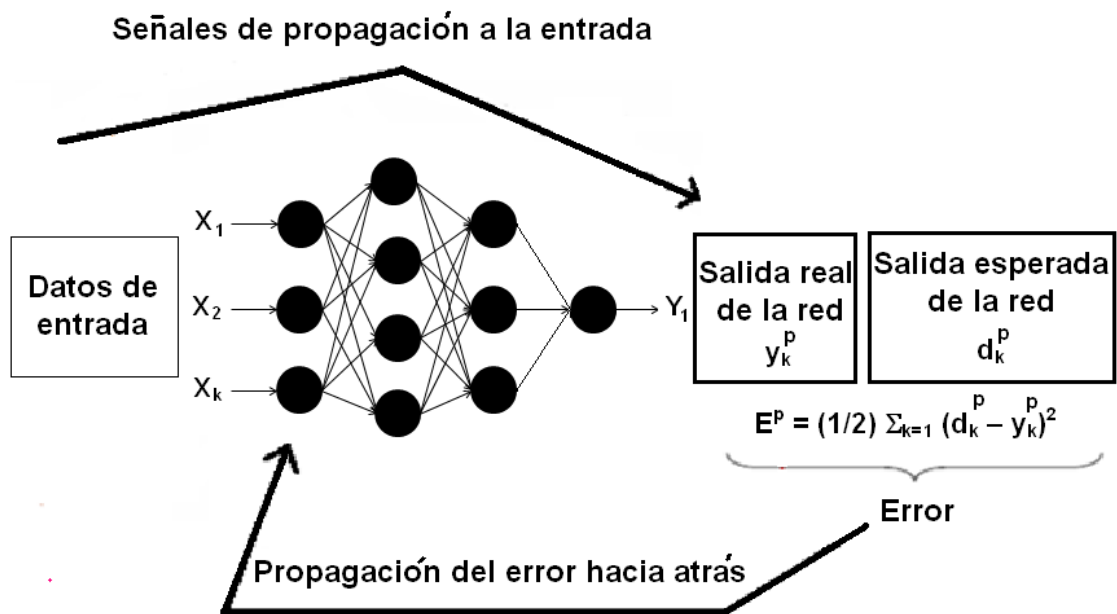 Señales de propagación a la entrada
Datos de
entrada
X₁
X₂
Xₖ
Y₁
Salida real
de la red
yₖᵖ
Salida esperada
de la red
dₖᵖ
Eᵖ = (1/2) Σₖ₌₁ (dₖᵖ – yₖᵖ)²
Error
Propagación del error hacia atrás